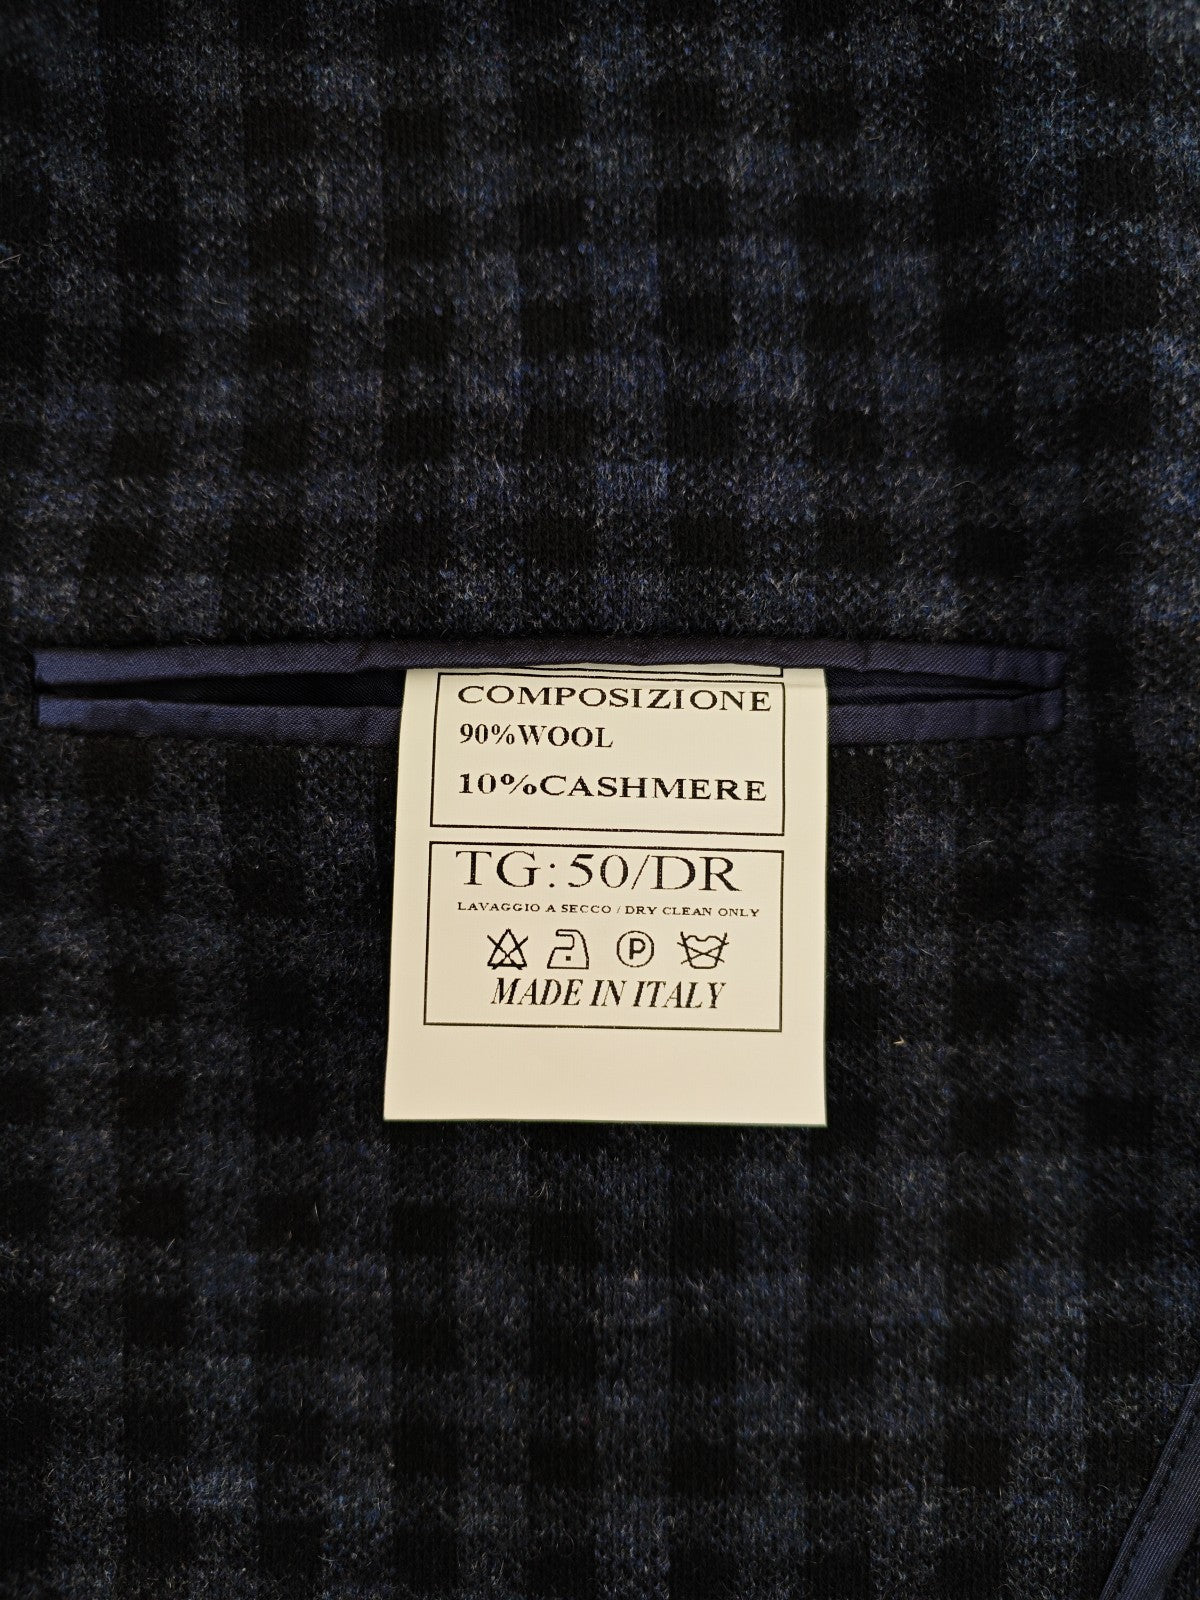 COMPOSIZIONE
90%WOOL
10%CASHMERE
TG:50/DR
LAVAGGIO A SECCO / DRY CLEAN ONLY
P
MADE IN ITALY